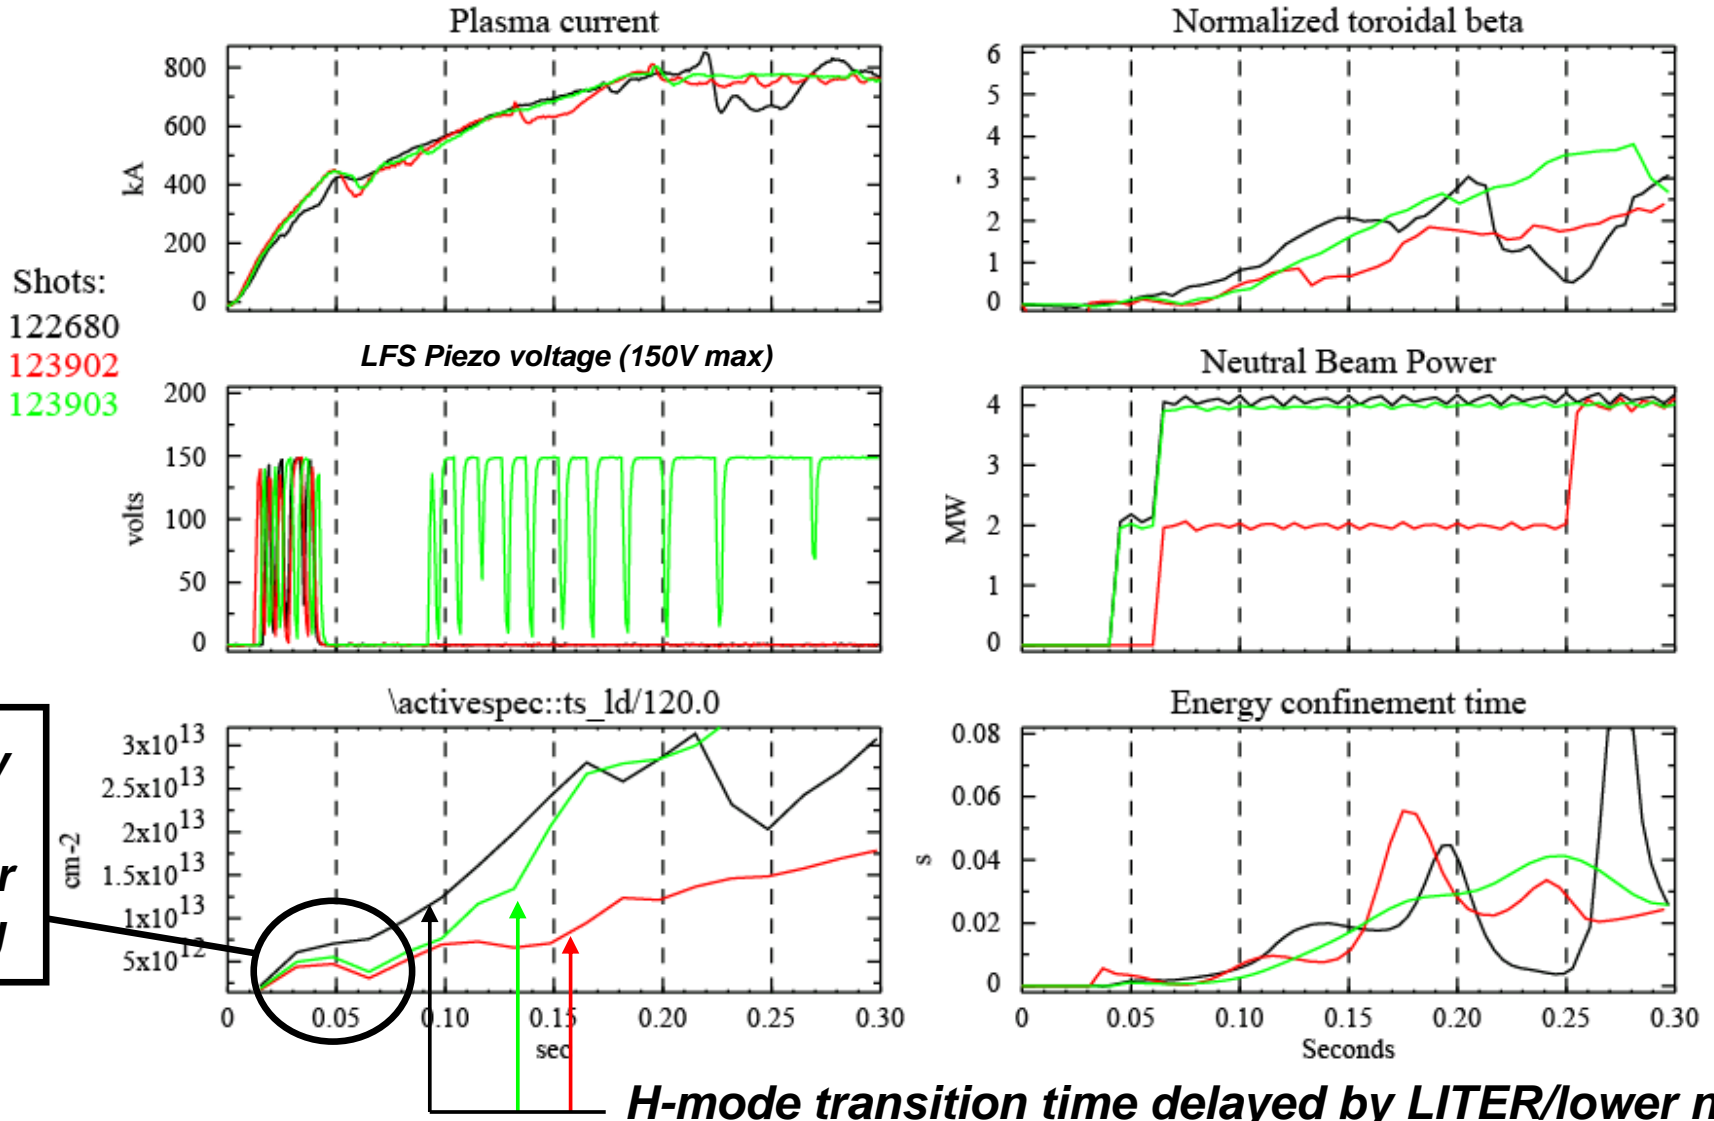 Plasma current
800
600
400
200
0
kA
Normalized toroidal beta
6
5
4
3
2
1
0
-
Shots:
122680
123902
123903
LFS Piezo voltage (150V max)
200
150
100
50
0
volts
Neutral Beam Power
4
3
2
1
0
MW
\activespec::ts_ld/120.0
3x10^13
2.5x10^13
2x10^13
1.5x10^13
1x10^13
5x10^12
cm-2
0 0.05 0.10 0.15 0.20 0.25 0.30
sec
Energy confinement time
0.08
0.06
0.04
0.02
0
s
0 0.05 0.10 0.15 0.20 0.25 0.30
Seconds
H-mode transition time delayed by LITER/lower n